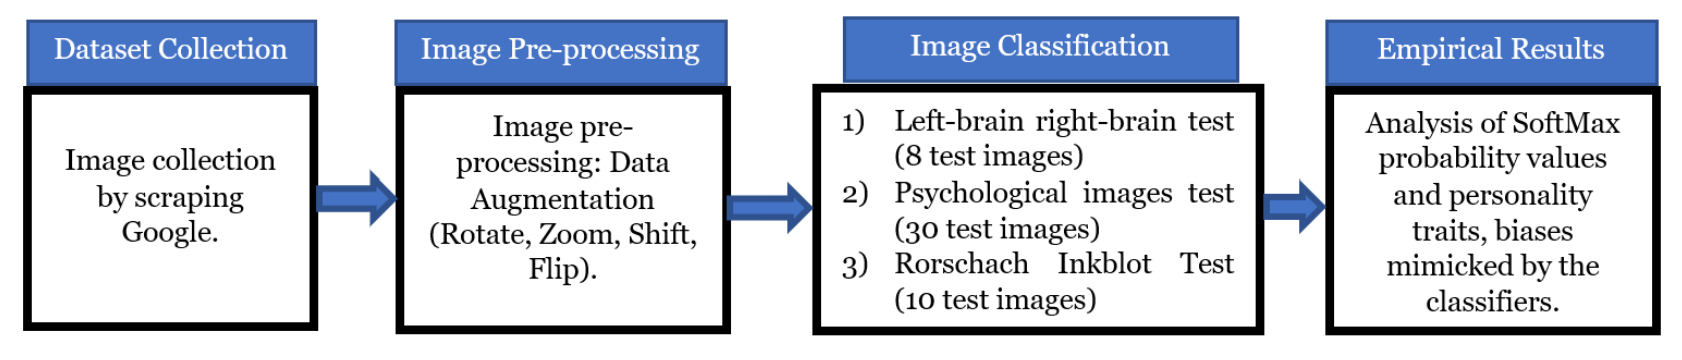 Dataset Collection
Image collection
by scraping
Google.
Image Pre-processing
Image pre-
processing: Data
Augmentation
(Rotate, Zoom, Shift,
Flip).
Image Classification
1) Left-brain right-brain test
(8 test images)
2) Psychological images test
(30 test images)
3) Rorschach Inkblot Test
(10 test images)
Empirical Results
Analysis of SoftMax
probability values
and personality
traits, biases
mimicked by the
classifiers.